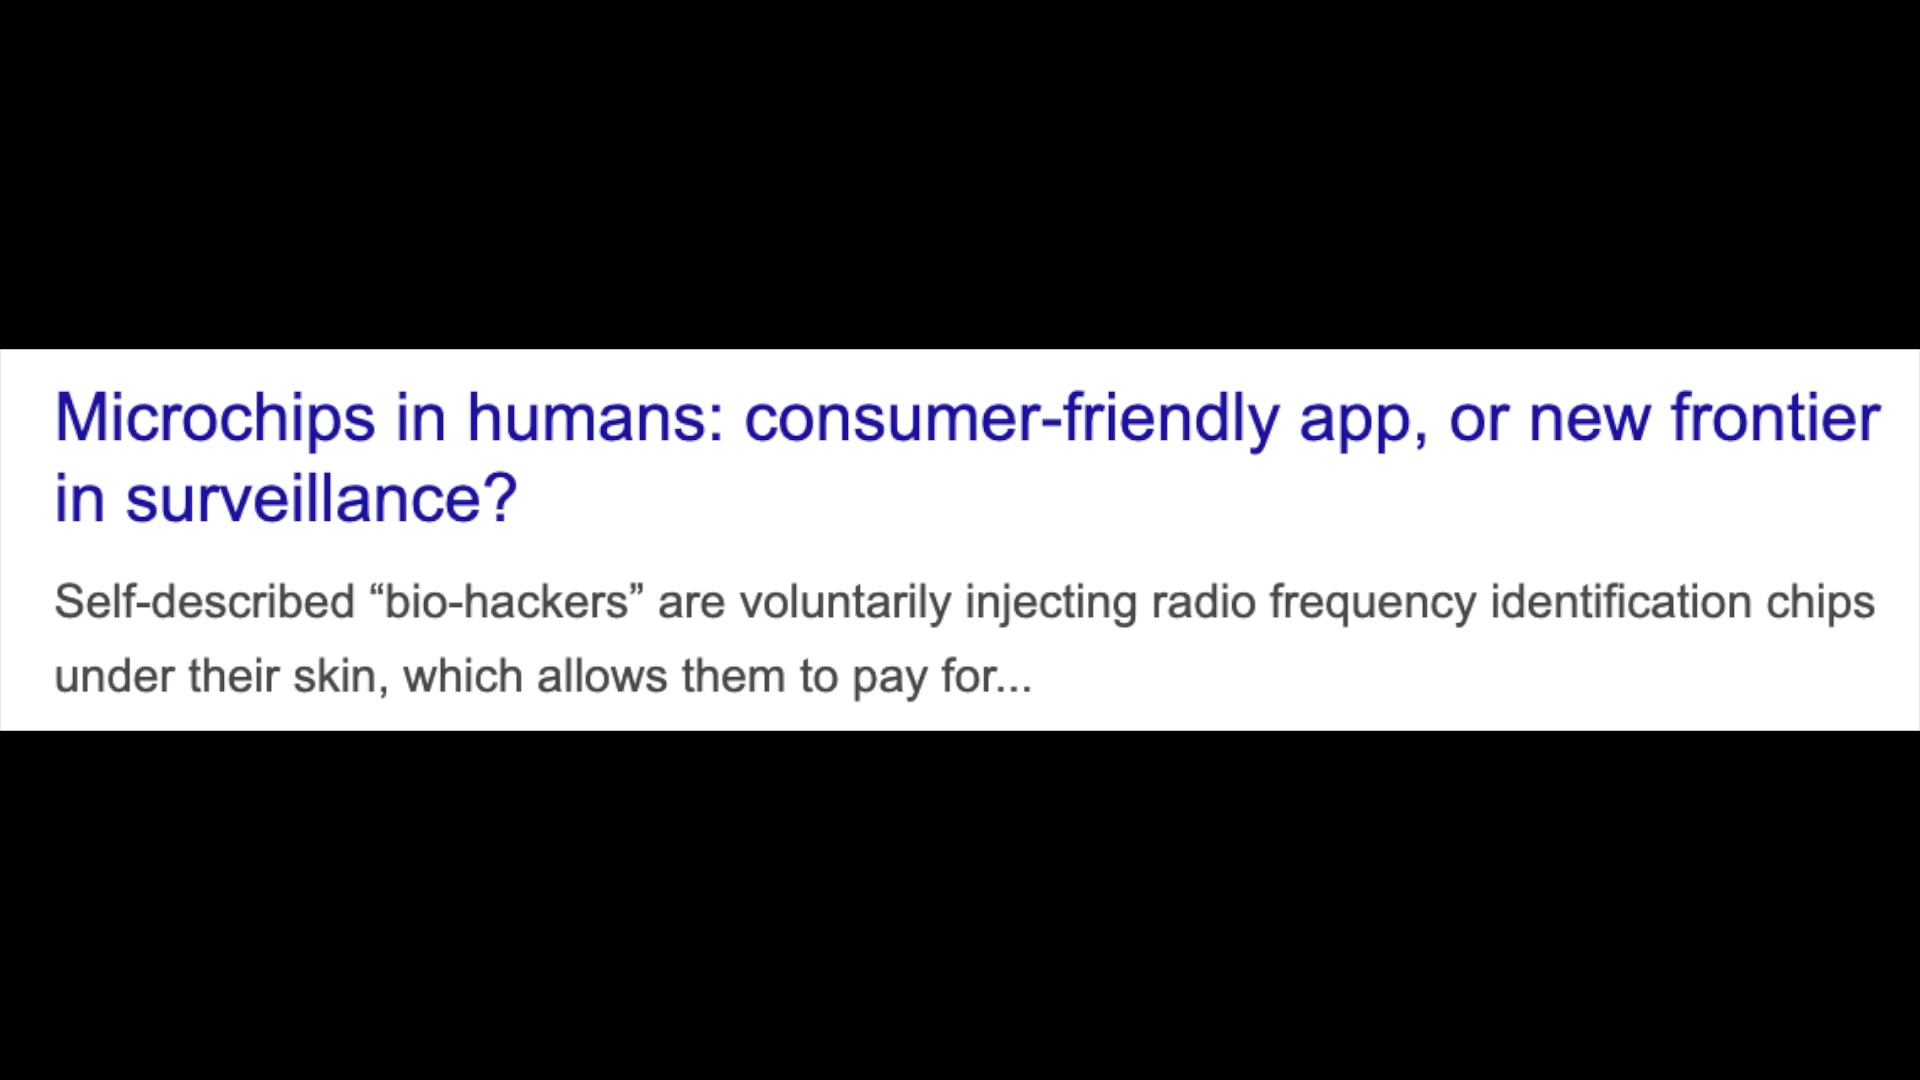 Microchips in humans: consumer-friendly app, or new frontier
in surveillance?
Self-described “bio-hackers” are voluntarily injecting radio frequency identification chips
under their skin, which allows them to pay for...